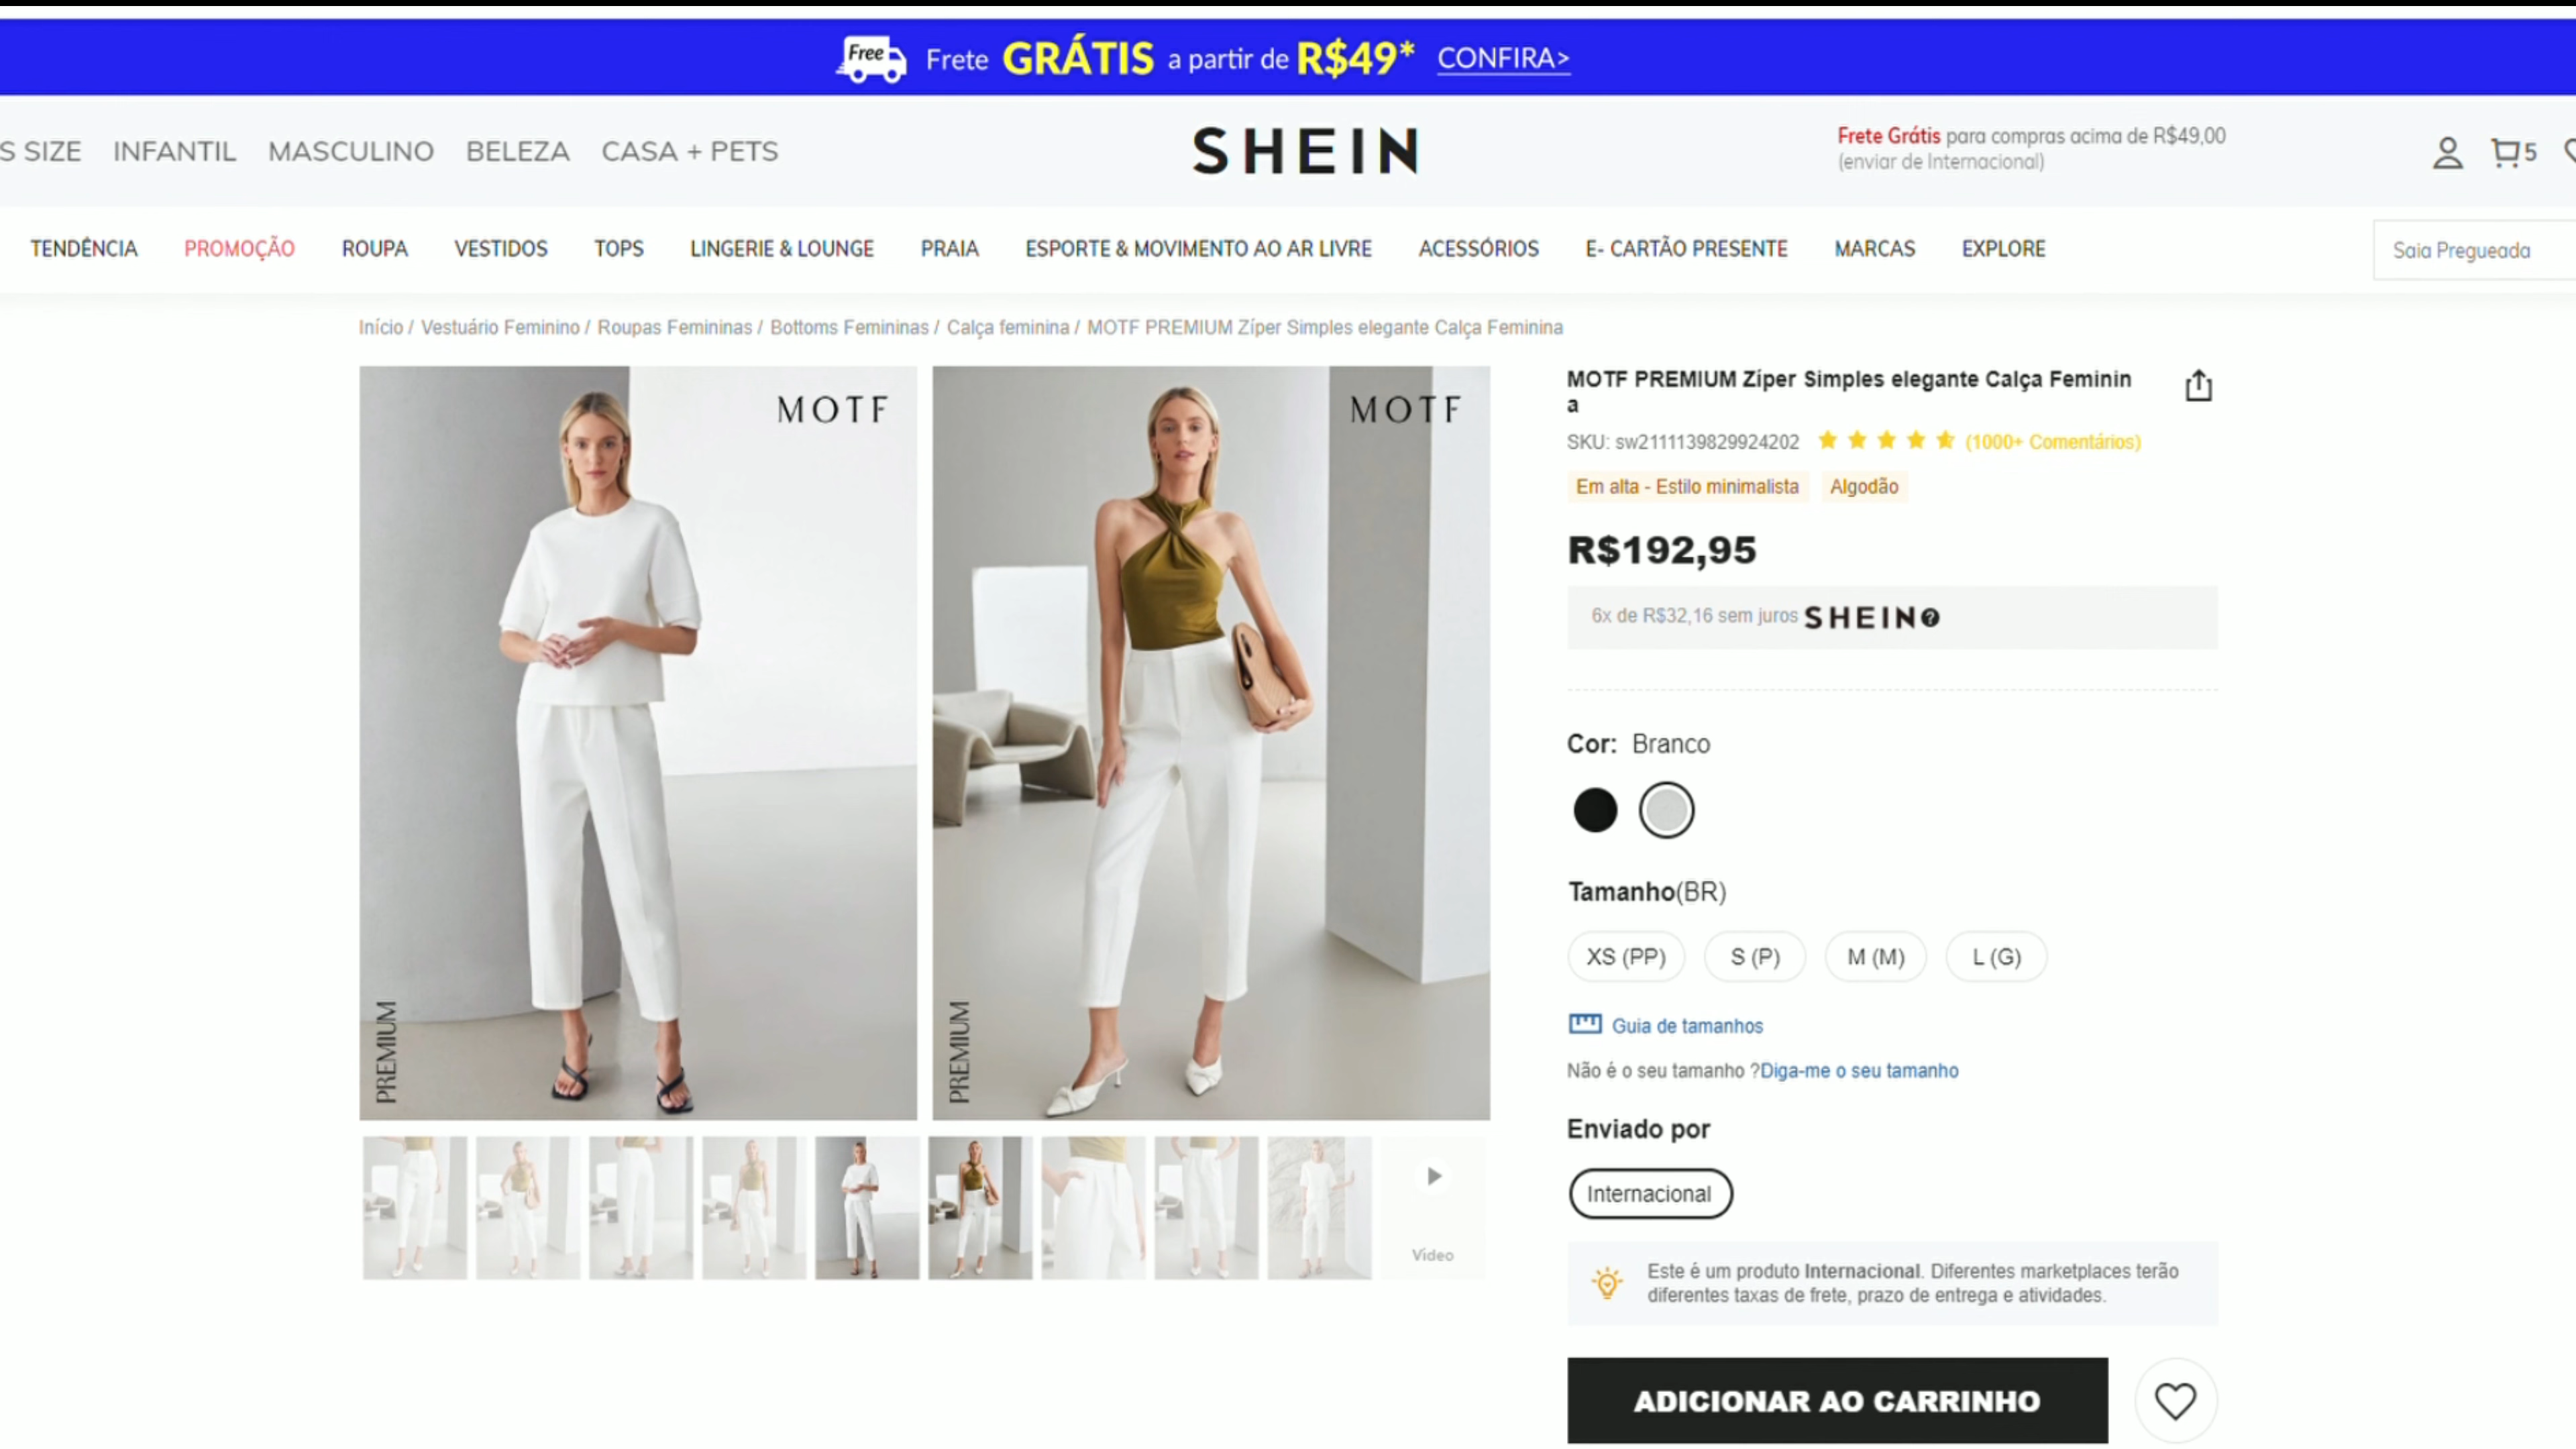 Free Frete GRÁTIS a partir de R$49* CONFIRA>
S SIZE INFANTIL MASCULINO BELEZA CASA + PETS
SHEIN
Frete Grátis para compras acima de R$49,00
(enviar de Internacional)
5
TENDÊNCIA PROMOÇÃO ROUPA VESTIDOS TOPS LINGERIE & LOUNGE PRAIA ESPORTE & MOVIMENTO AO AR LIVRE ACESSÓRIOS E- CARTÃO PRESENTE MARCAS EXPLORE
Saia Pregueada
Início / Vestuário Feminino / Roupas Femininas / Bottoms Femininas / Calça feminina / MOTF PREMIUM Zíper Simples elegante Calça Feminina
MOTF
PREMIUM
MOTF
PREMIUM
Vídeo
MOTF PREMIUM Zíper Simples elegante Calça Feminin
a
SKU: sw2111139829924202 (1000+ Comentários)
Em alta - Estilo minimalista Algodão
R$192,95
6x de R$32,16 sem juros SHEIN ?
Cor: Branco
Tamanho(BR)
XS (PP) S (P) M (M) L (G)
Guia de tamanhos
Não é o seu tamanho ?Diga-me o seu tamanho
Enviado por
Internacional
Este é um produto Internacional. Diferentes marketplaces terão
diferentes taxas de frete, prazo de entrega e atividades.
ADICIONAR AO CARRINHO